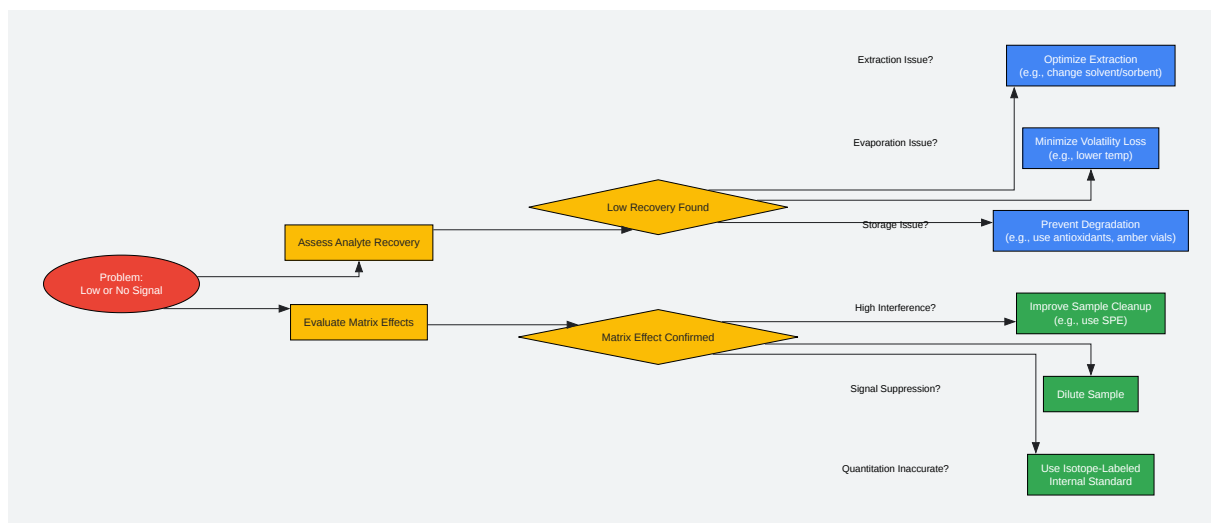 Extraction Issue?
Optimize Extraction
(e.g., change solvent/sorbent)
Evaporation Issue?
Minimize Volatility Loss
(e.g., lower temp)
Low Recovery Found
Storage Issue?
Prevent Degradation
(e.g., use antioxidants, amber vials)
Assess Analyte Recovery
Problem:
Low or No Signal
Evaluate Matrix Effects
Matrix Effect Confirmed
High Interference?
Improve Sample Cleanup
(e.g., use SPE)
Signal Suppression?
Dilute Sample
Quantitation Inaccurate?
Use Isotope-Labeled
Internal Standard